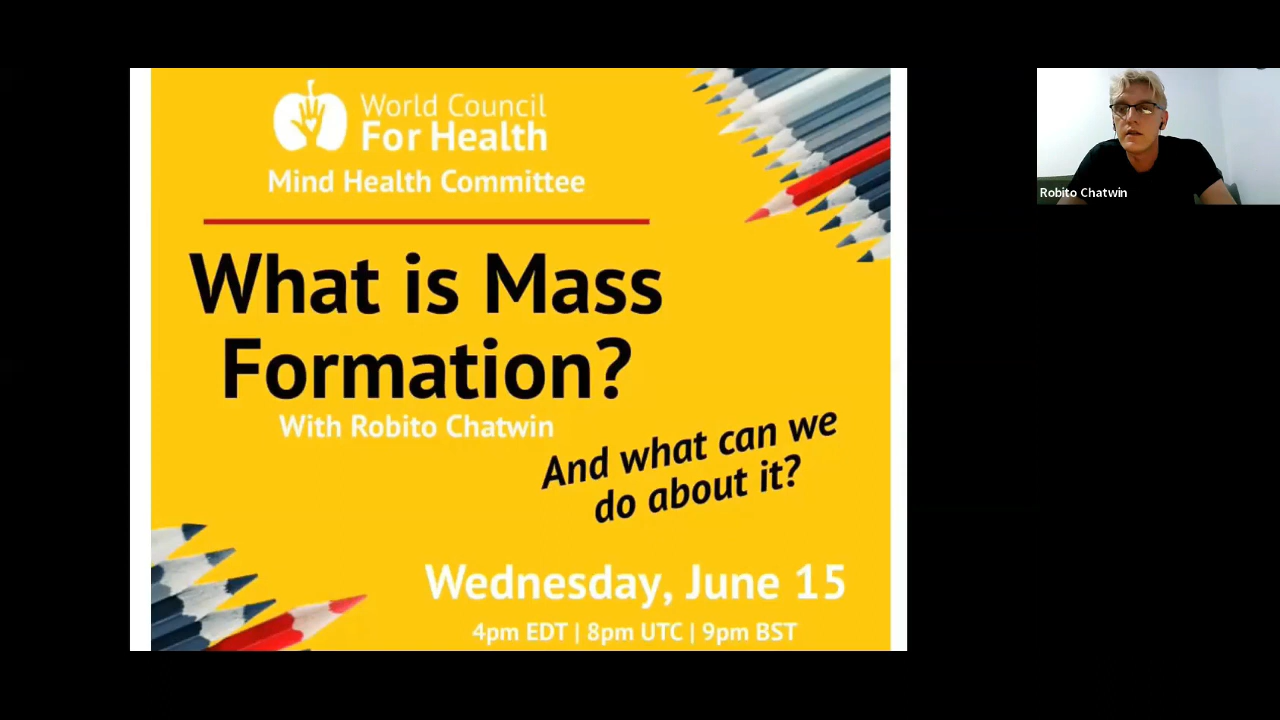 World Council
For Health
Mind Health Committee
What is Mass
Formation?
With Robito Chatwin
And what can we
do about it?
Wednesday, June 15
4pm EDT | 8pm UTC | 9pm BST
Robito Chatwin